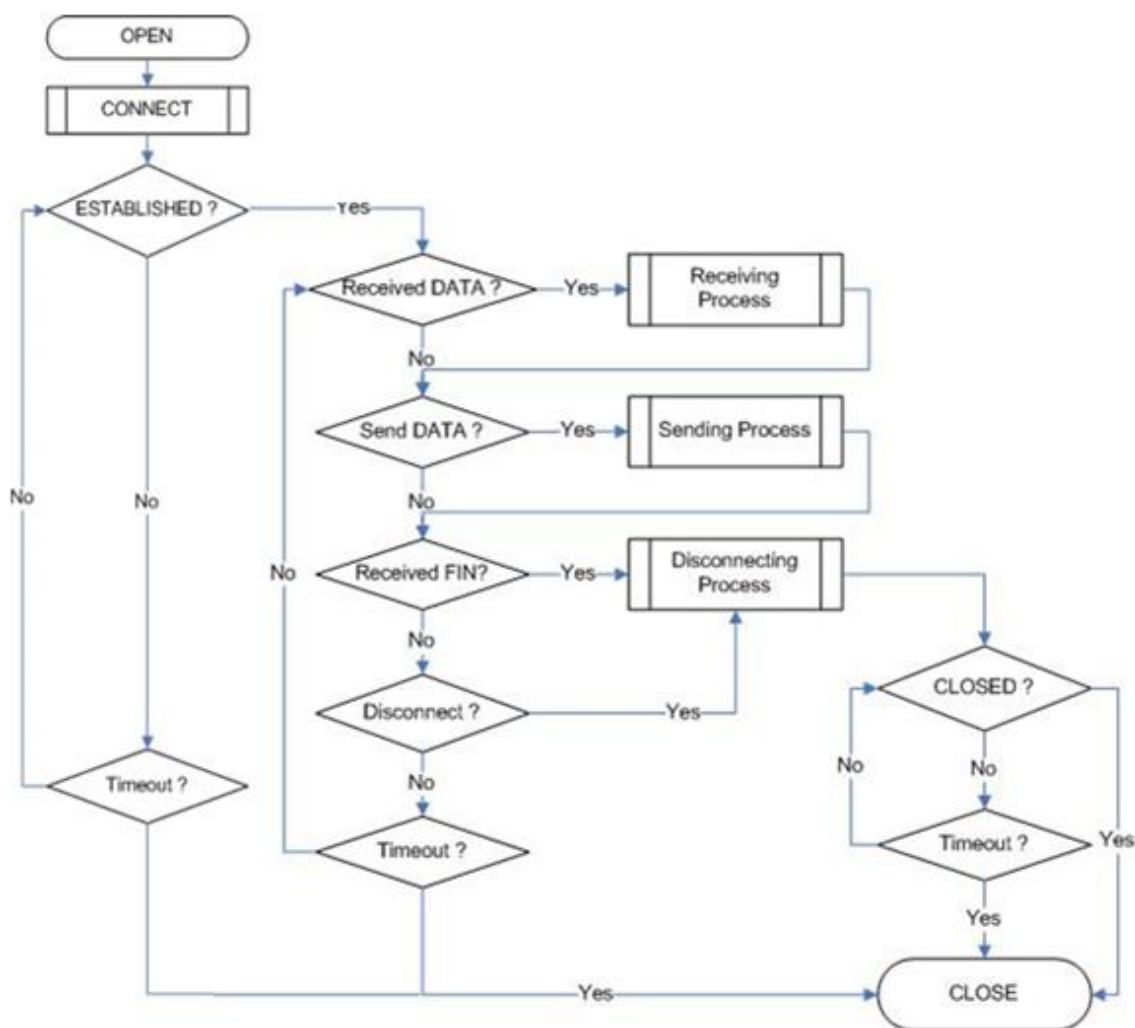 OPEN
CONNECT
ESTABLISHED ?
Yes
Received DATA ?
Yes
Receiving
Process
No
Send DATA ?
Yes
Sending Process
No
No
No
Received FIN?
Yes
Disconnecting
Process
No
No
Disconnect ?
Yes
CLOSED ?
Timeout ?
No
No
No
Timeout ?
Timeout ?
Yes
Yes
Yes
CLOSE